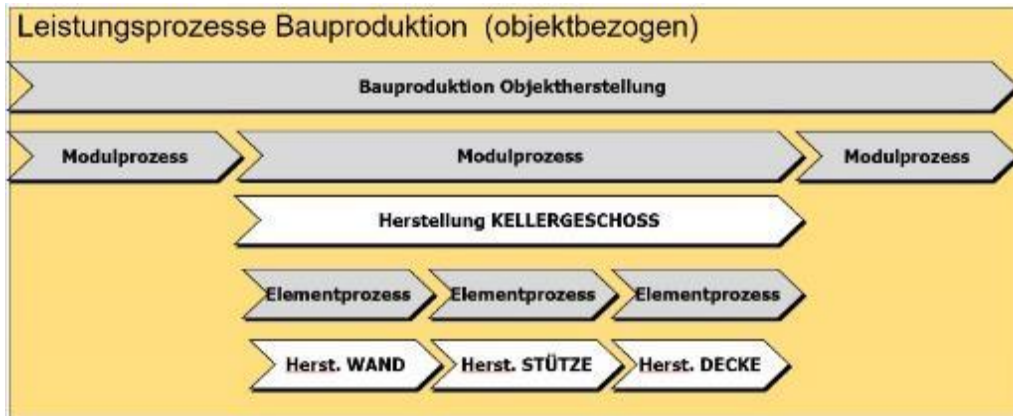 Leistungsprozesse Bauproduktion (objektbezogen)
Bauproduktion Objektherstellung
Modulprozess Modulprozess Modulprozess
Herstellung KELLERGESCHOSS
Elementprozess Elementprozess Elementprozess
Herst. WAND Herst. STÜTZE Herst. DECKE